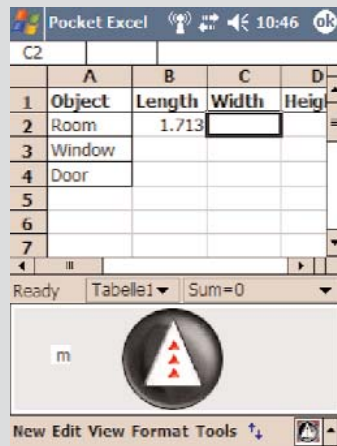 Pocket Excel 10:46 ok
C2
A B C D
1 Object Length Width Heigl
2 Room 1.713
3 Window
4 Door
5
6
7
Ready Tabelle1 Sum=0
m
New Edit View Format Tools